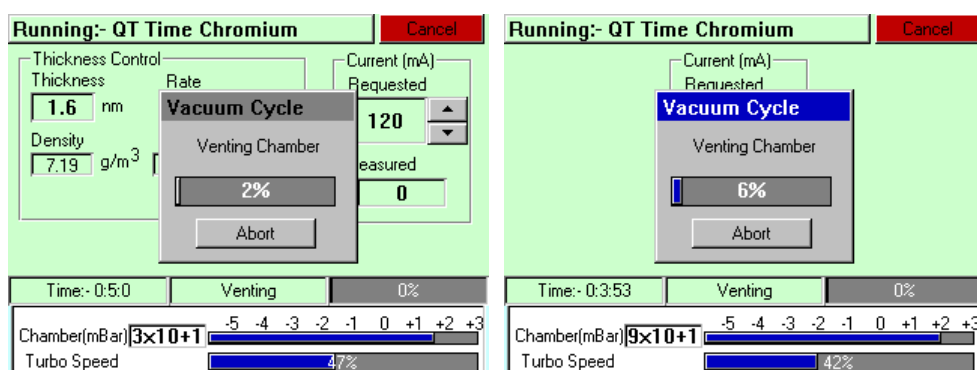 Running:- QT Time Chromium Cancel
Thickness Control
Current (mA)
Thickness Rate
Requested
1.6 nm
Vacuum Cycle
120
Density
Venting Chamber
7.19 g/m3
easured
2%
0
Abort
Time:- 0:5:0 Venting 0%
-5 -4 -3 -2 -1 0 +1 +2 +3
Chamber(mBar) 3x10+1
Turbo Speed 47%
Running:- QT Time Chromium Cancel
Current (mA)
Requested
Vacuum Cycle
Venting Chamber
6%
Abort
Time:- 0:3:53 Venting 0%
-5 -4 -3 -2 -1 0 +1 +2 +3
Chamber(mBar) 9x10+1
Turbo Speed 42%